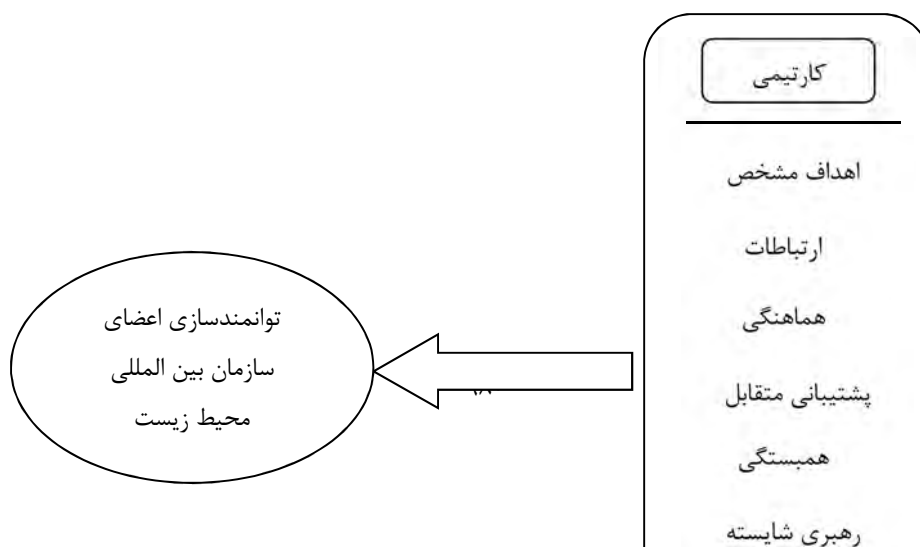 کارتیمی
اهداف مشخص
ارتباطات
هماهنگی
پشتیبانی متقابل
همبستگی
رهبری شایسته
توانمندسازی اعضای
سازمان بین المللی
محیط زیست